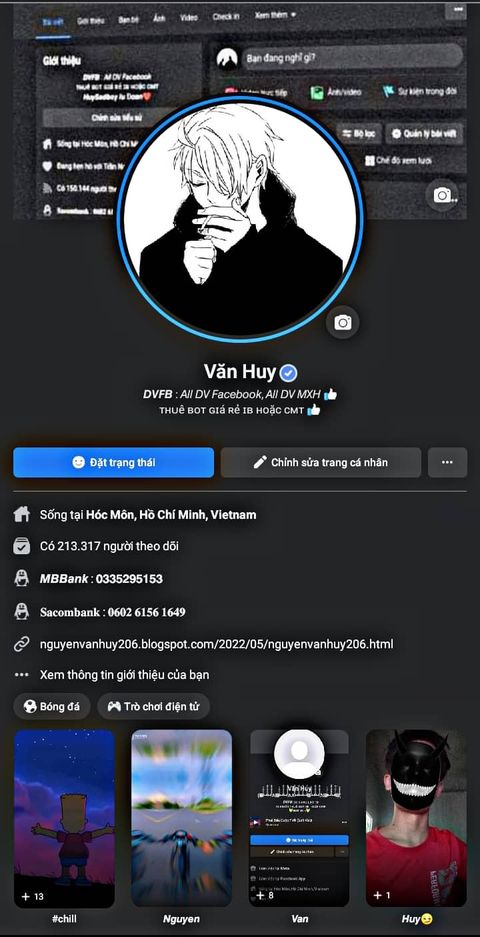 Bài viết Giới thiệu Bạn bè Ảnh Video Check in Xem thêm
Giới thiệu
DVFB : All DV Facebook
THUÊ BOT GIÁ RẺ IB HOẶC CMT
HuySadboy Iu Doan❤️
Chỉnh sửa tiểu sử
Sống tại Hóc Môn, Hồ Chí M
Đang hẹn hò với
Có 150.144 người the
Sacombank : 0602 6
Bạn đang nghĩ gì?
Ảnh/video
Sự kiện trong đời
Bộ lọc
Quản lý bài viết
Chế độ xem lưới
Văn Huy
DVFB : All DV Facebook, All DV MXH 👍
THUÊ BOT GIÁ RẺ IB HOẶC CMT 👍
Đặt trạng thái
Chỉnh sửa trang cá nhân
Sống tại Hóc Môn, Hồ Chí Minh, Vietnam
Có 213.317 người theo dõi
MBBank : 0335295153
Sacombank : 0602 6156 1649
nguyenvanhuy206.blogspot.com/2022/05/nguyenvanhuy206.html
Xem thông tin giới thiệu của bạn
Bóng đá
Trò chơi điện tử
Văn Huy
+ 13
+ 8
+ 1
#chill
Nguyen
Van
Huy😏